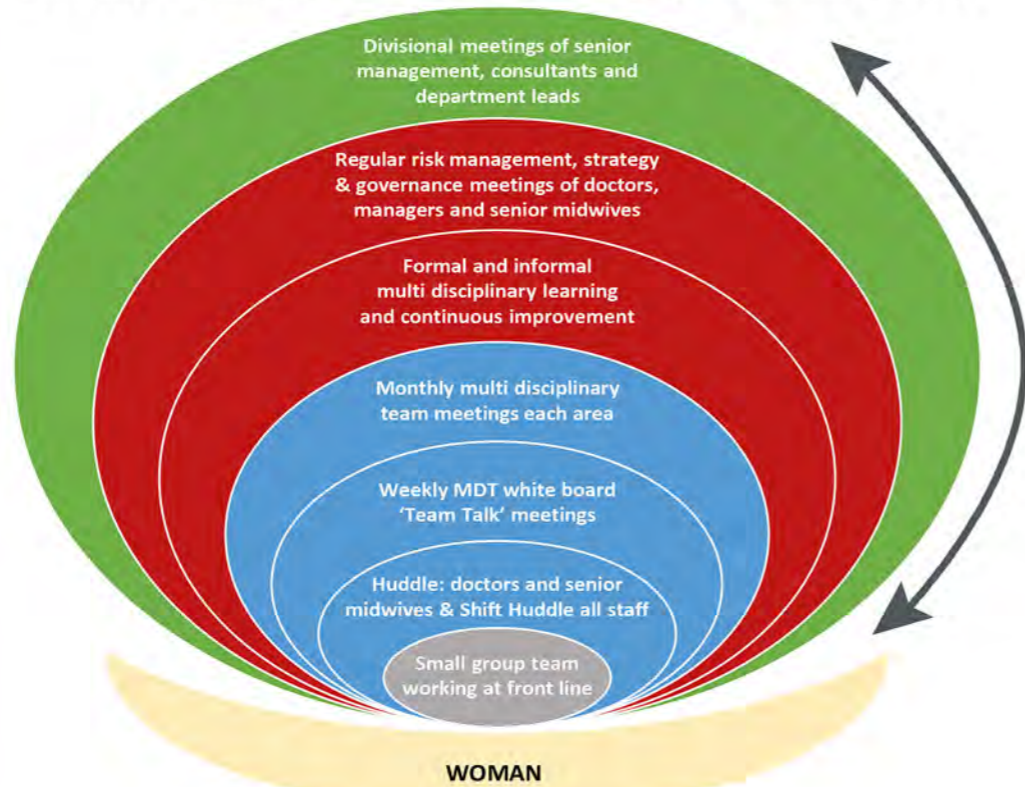 Divisional meetings of senior
management, consultants and
department leads
Regular risk management, strategy
& governance meetings of doctors,
managers and senior midwives
Formal and informal
multi disciplinary learning
and continuous improvement
Monthly multi disciplinary
team meetings each area
Weekly MDT white board
‘Team Talk’ meetings
Huddle: doctors and senior
midwives & Shift Huddle all staff
Small group team
working at front line
WOMAN